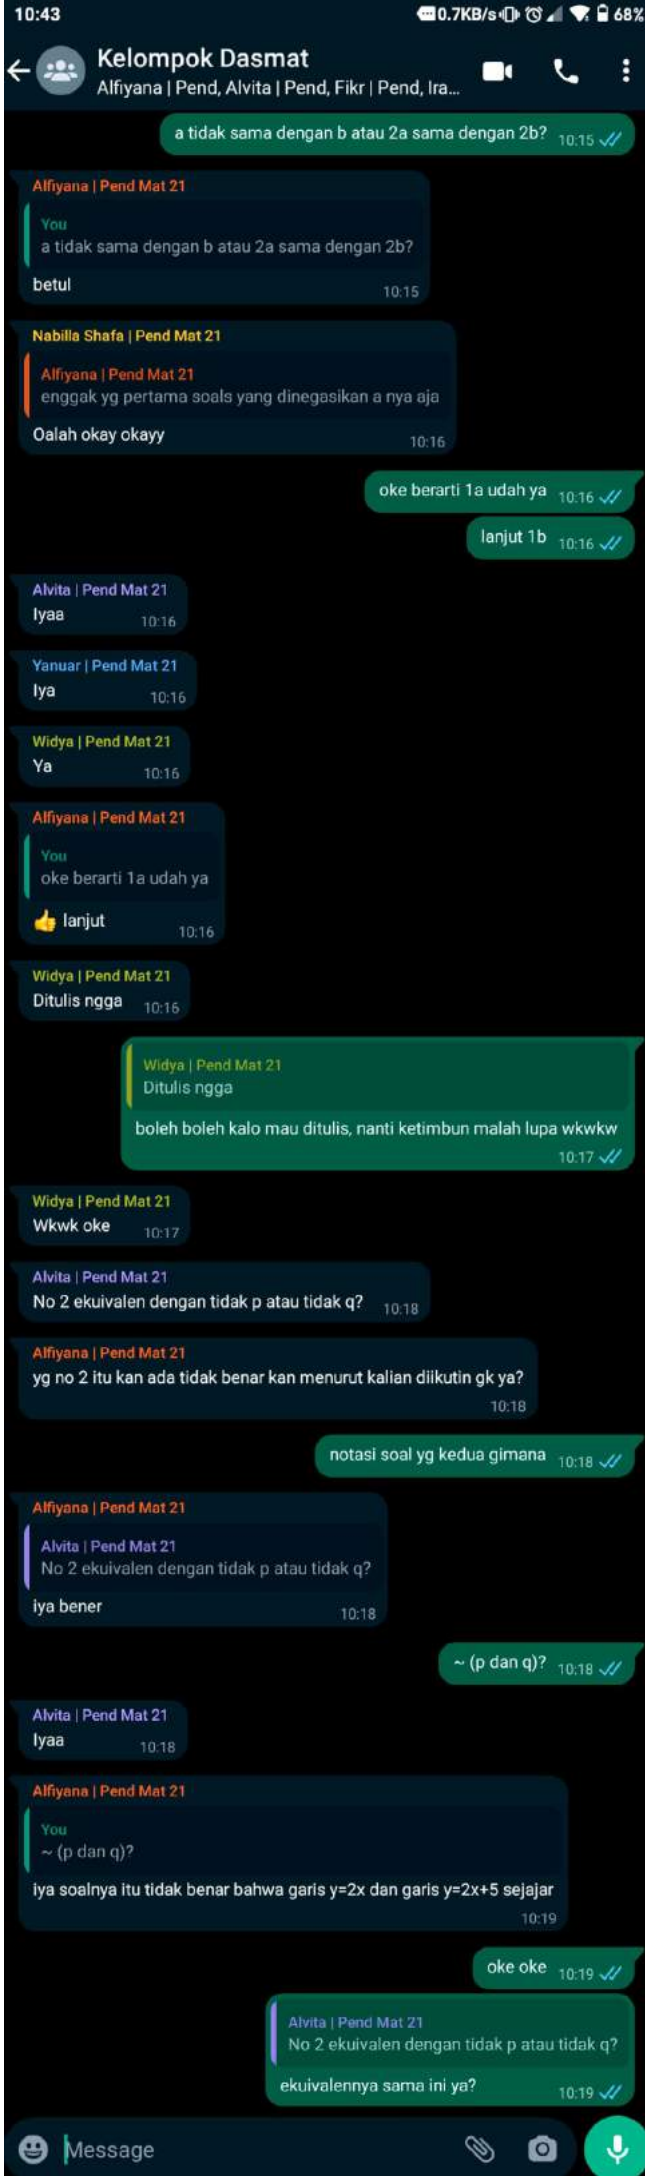 10:43
0.7KB/s
68%
Kelompok Dasmat
Alfiyana | Pend, Alvita | Pend, Fikr | Pend, Ira...
a tidak sama dengan b atau 2a sama dengan 2b? 10:15
Alfiyana | Pend Mat 21
You
a tidak sama dengan b atau 2a sama dengan 2b?
betul
10:15
Nabilla Shafa | Pend Mat 21
Alfiyana | Pend Mat 21
enggak yg pertama soals yang dinegasikan a nya aja
Oalah okay okayy
10:16
oke berarti 1a udah ya 10:16
lanjut 1b 10:16
Alvita | Pend Mat 21
Iyaa
10:16
Yanuar | Pend Mat 21
Iya
10:16
Widya | Pend Mat 21
Ya
10:16
Alfiyana | Pend Mat 21
You
oke berarti 1a udah ya
👍 lanjut
10:16
Widya | Pend Mat 21
Ditulis ngga 10:16
Widya | Pend Mat 21
Ditulis ngga
boleh boleh kalo mau ditulis, nanti ketimbun malah lupa wkwkw
10:17
Widya | Pend Mat 21
Wkwk oke 10:17
Alvita | Pend Mat 21
No 2 ekuivalen dengan tidak p atau tidak q? 10:18
Alfiyana | Pend Mat 21
yg no 2 itu kan ada tidak benar kan menurut kalian diikutin gk ya?
10:18
notasi soal yg kedua gimana 10:18
Alfiyana | Pend Mat 21
Alvita | Pend Mat 21
No 2 ekuivalen dengan tidak p atau tidak q?
iya bener
10:18
~ (p dan q)? 10:18
Alvita | Pend Mat 21
Iyaa
10:18
Alfiyana | Pend Mat 21
You
~ (p dan q)?
iya soalnya itu tidak benar bahwa garis y=2x dan garis y=2x+5 sejajar
10:19
oke oke 10:19
Alvita | Pend Mat 21
No 2 ekuivalen dengan tidak p atau tidak q?
ekuivalennya sama ini ya? 10:19
Message